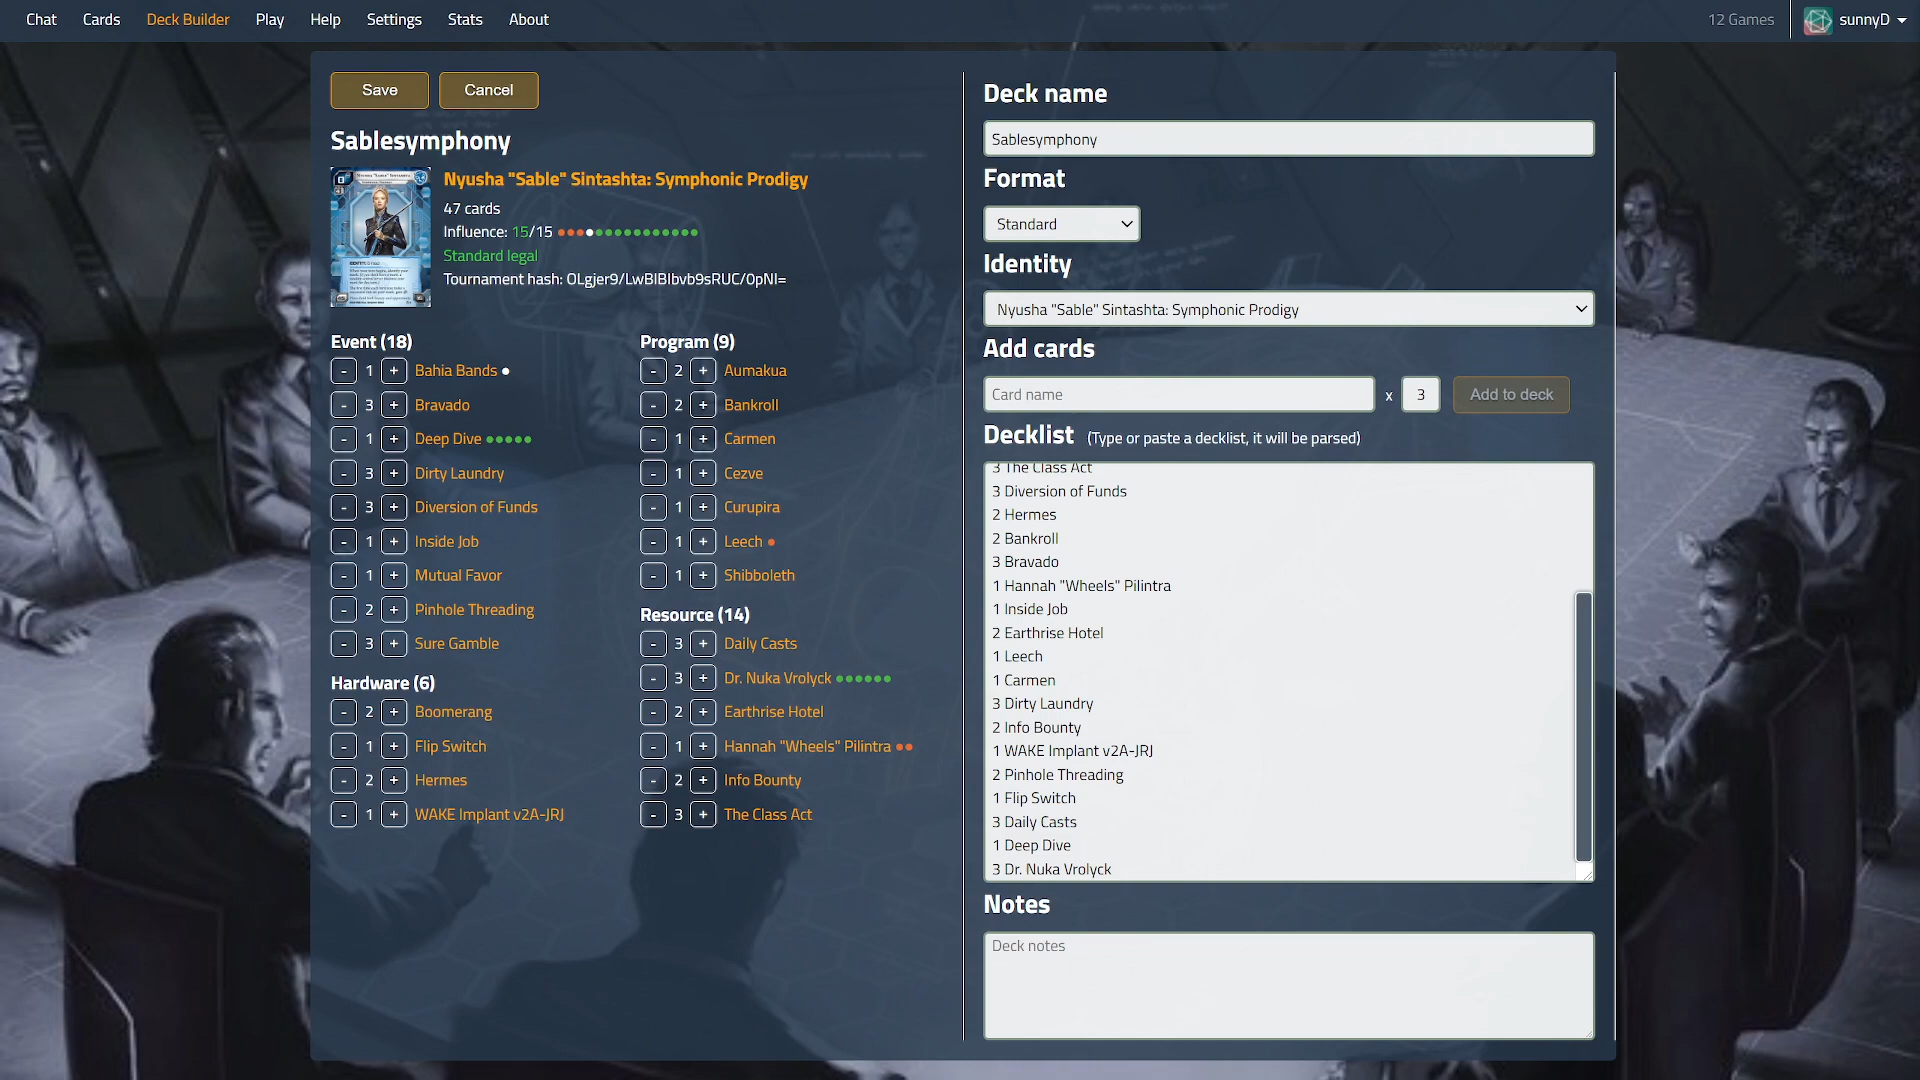 Chat Cards Deck Builder Play Help Settings Stats About 12 Games sunnyD
Save Cancel
Sablesymphony
Nyusha "Sable" Sintashta: Symphonic Prodigy
47 cards
Influence: 15/15
Standard legal
Tournament hash: OLgjer9/LwBIBIbvb9sRUC/0pNI=
Event (18)
- 1 + Bahia Bands
- 3 + Bravado
- 1 + Deep Dive
- 3 + Dirty Laundry
- 3 + Diversion of Funds
- 1 + Inside Job
- 1 + Mutual Favor
- 2 + Pinhole Threading
- 3 + Sure Gamble
Hardware (6)
- 2 + Boomerang
- 1 + Flip Switch
- 2 + Hermes
- 1 + WAKE Implant v2A-JRJ
Program (9)
- 2 + Aumakua
- 2 + Bankroll
- 1 + Carmen
- 1 + Cezve
- 1 + Curupira
- 1 + Leech
- 1 + Shibboleth
Resource (14)
- 3 + Daily Casts
- 3 + Dr. Nuka Vrolyck
- 2 + Earthrise Hotel
- 1 + Hannah "Wheels" Pilintra
- 2 + Info Bounty
- 3 + The Class Act
Deck name
Sablesymphony
Format
Standard
Identity
Nyusha "Sable" Sintashta: Symphonic Prodigy
Add cards
Card name x 3 Add to deck
Decklist (Type or paste a decklist, it will be parsed)
3 The Class Act
3 Diversion of Funds
2 Hermes
2 Bankroll
3 Bravado
1 Hannah "Wheels" Pilintra
1 Inside Job
2 Earthrise Hotel
1 Leech
1 Carmen
3 Dirty Laundry
2 Info Bounty
1 WAKE Implant v2A-JRJ
2 Pinhole Threading
1 Flip Switch
3 Daily Casts
1 Deep Dive
3 Dr. Nuka Vrolyck
Notes
Deck notes